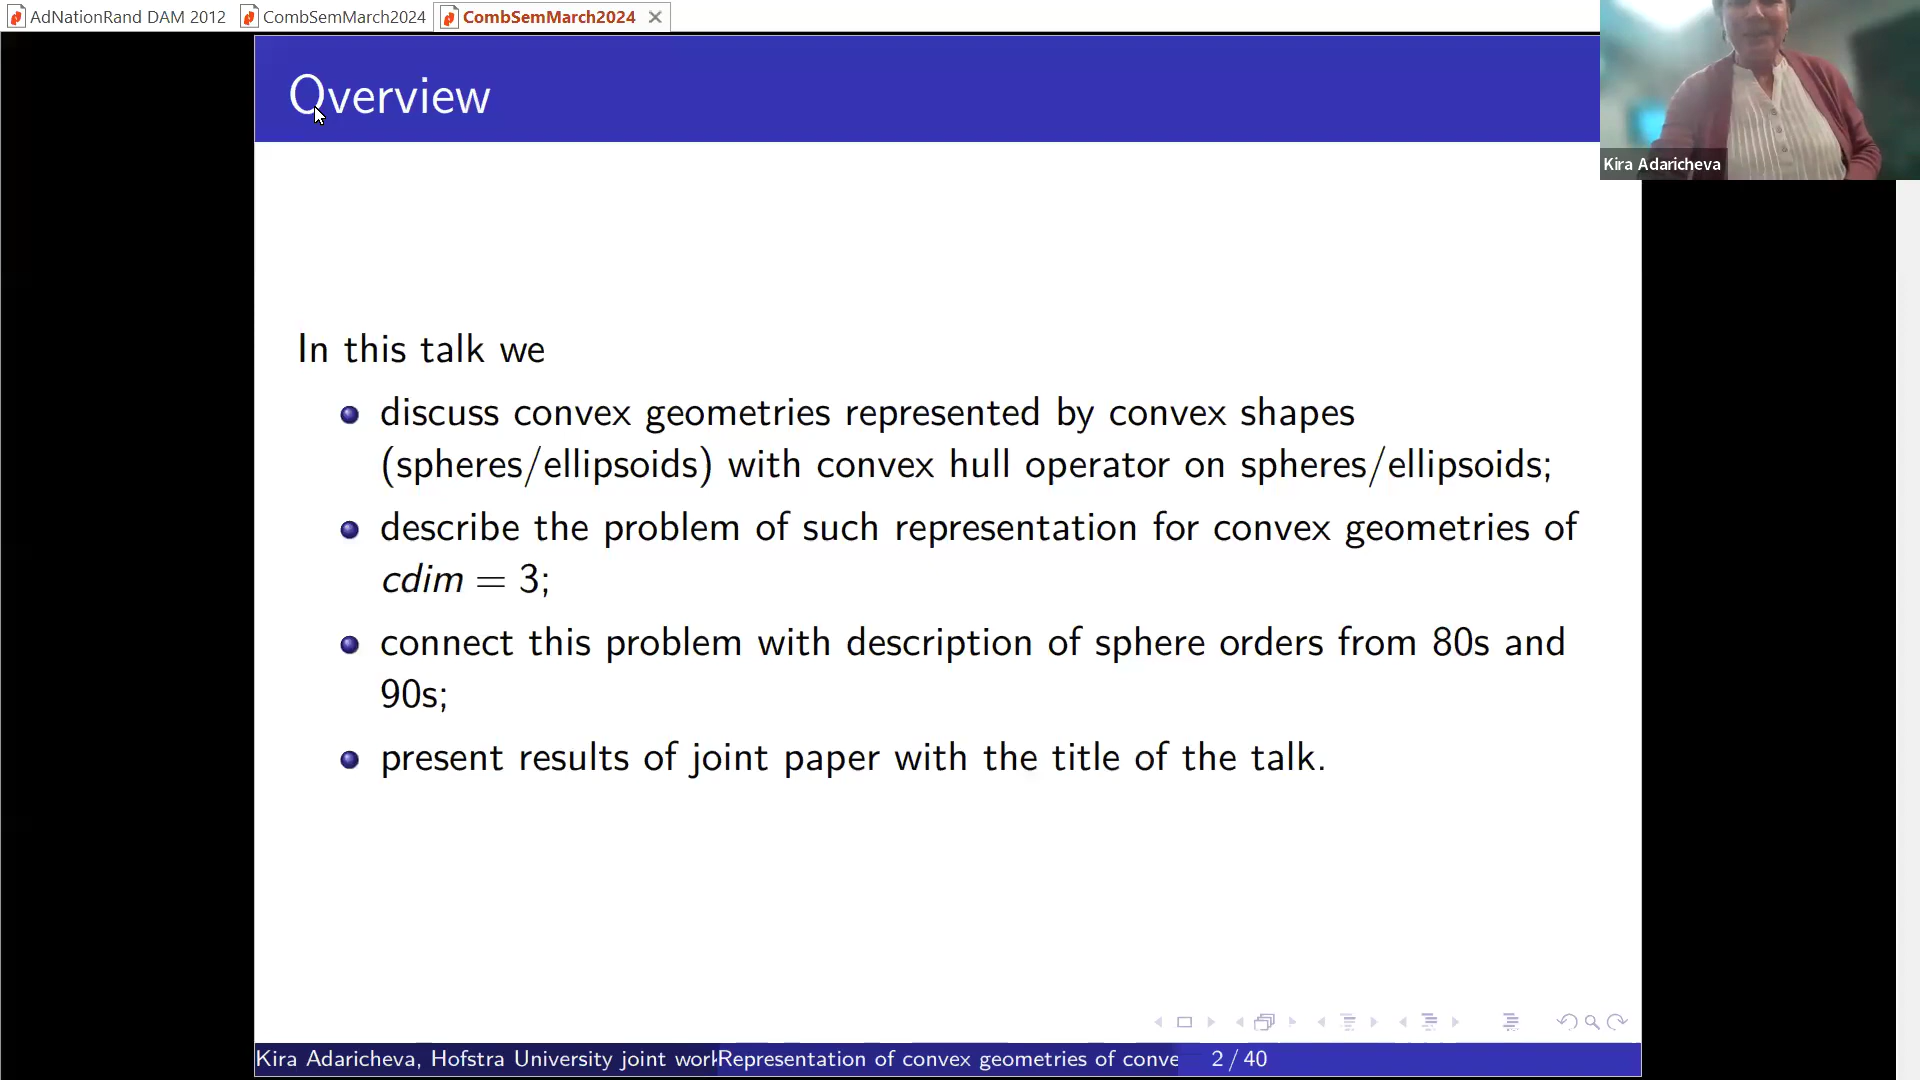 AdNationRand DAM 2012 CombSemMarch2024 CombSemMarch2024
Overview
Kira Adaricheva
In this talk we
discuss convex geometries represented by convex shapes
(spheres/ellipsoids) with convex hull operator on spheres/ellipsoids;
describe the problem of such representation for convex geometries of
cdim = 3;
connect this problem with description of sphere orders from 80s and
90s;
present results of joint paper with the title of the talk.
Kira Adaricheva, Hofstra University joint work Representation of convex geometries of conve 2 / 40